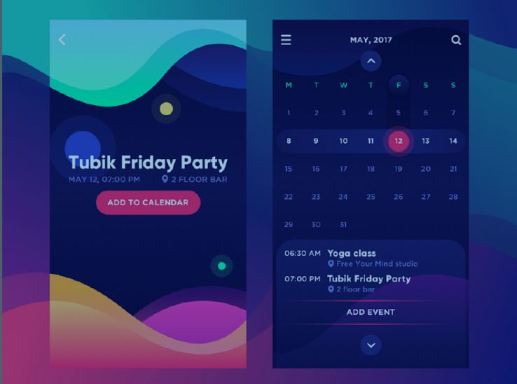 Tubik Friday Party
MAY 12, 07:00 PM 2 FLOOR BAR
ADD TO CALENDAR
MAY, 2017
M T W T F S S
1 2 3 4 5 6 7
8 9 10 11 12 13 14
15 16 17 18 19 20 21
22 23 24 25 26 27 28
29 30 31
06:30 AM Yoga class
Free Your Mind studio
07:00 PM Tubik Friday Party
2 floor bar
ADD EVENT